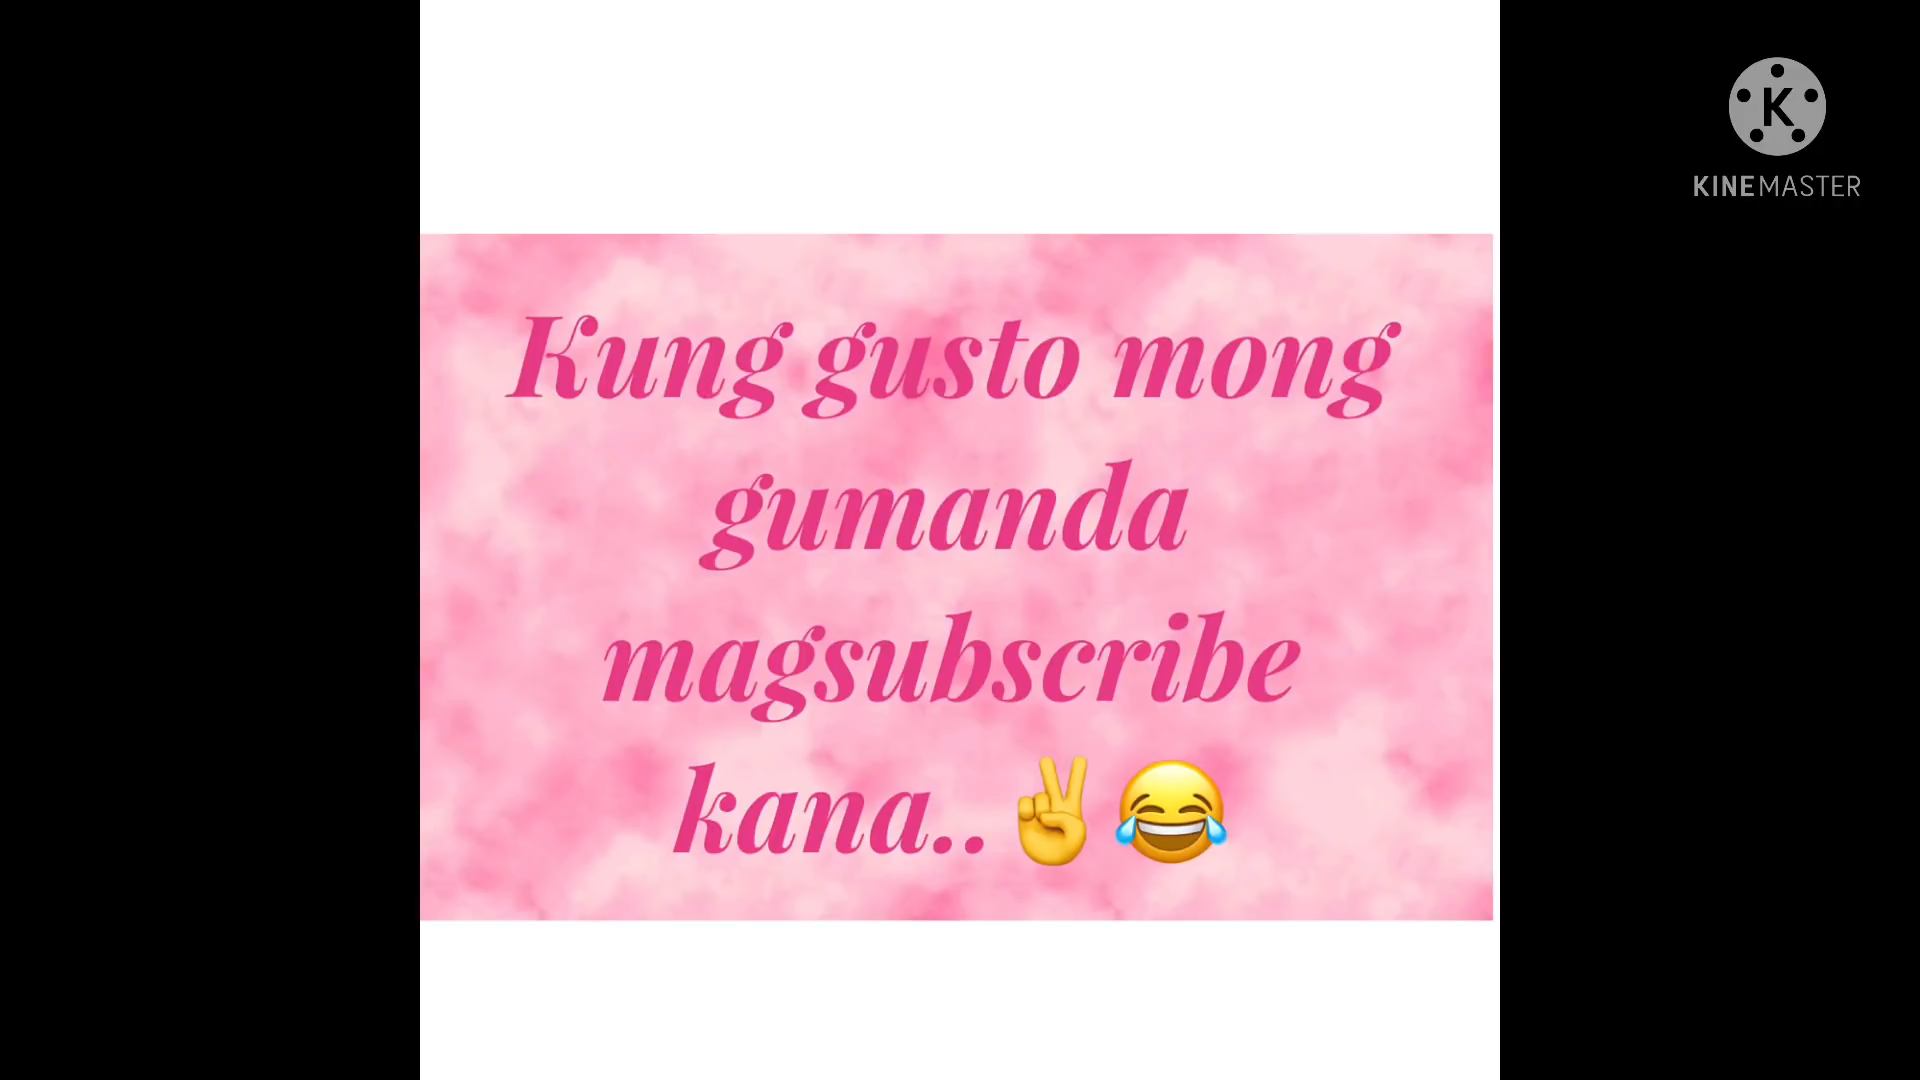 Kung gusto mong
gumanda
magsubscribe
kana..✌😂
K
KINEMASTER